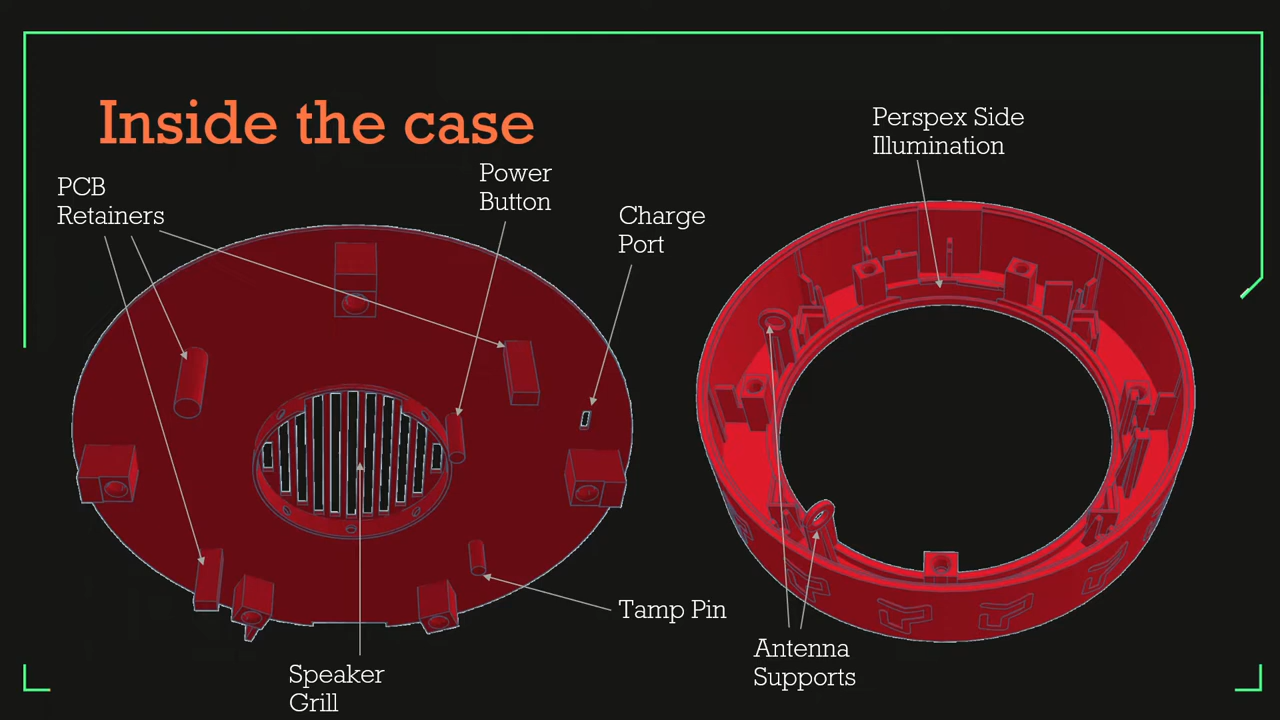 Inside the case
Perspex Side
Illumination
PCB
Retainers
Power
Button
Charge
Port
Tamp Pin
Antenna
Supports
Speaker
Grill